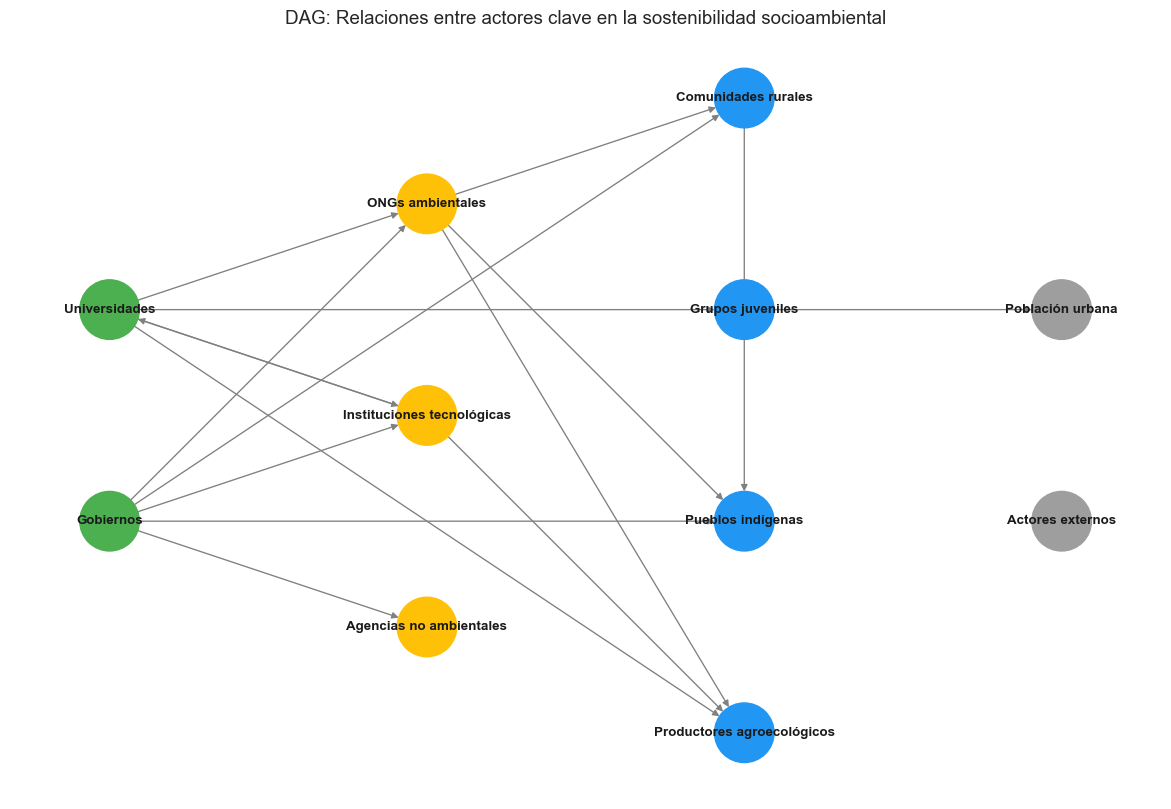 DAG: Relaciones entre actores clave en la sostenibilidad socioambiental
Comunidades rurales
ONGs ambientales
Universidades
Grupos juveniles
Población urbana
Instituciones tecnológicas
Gobiernos
Pueblos indígenas
Actores externos
Agencias no ambientales
Productores agroecológicos